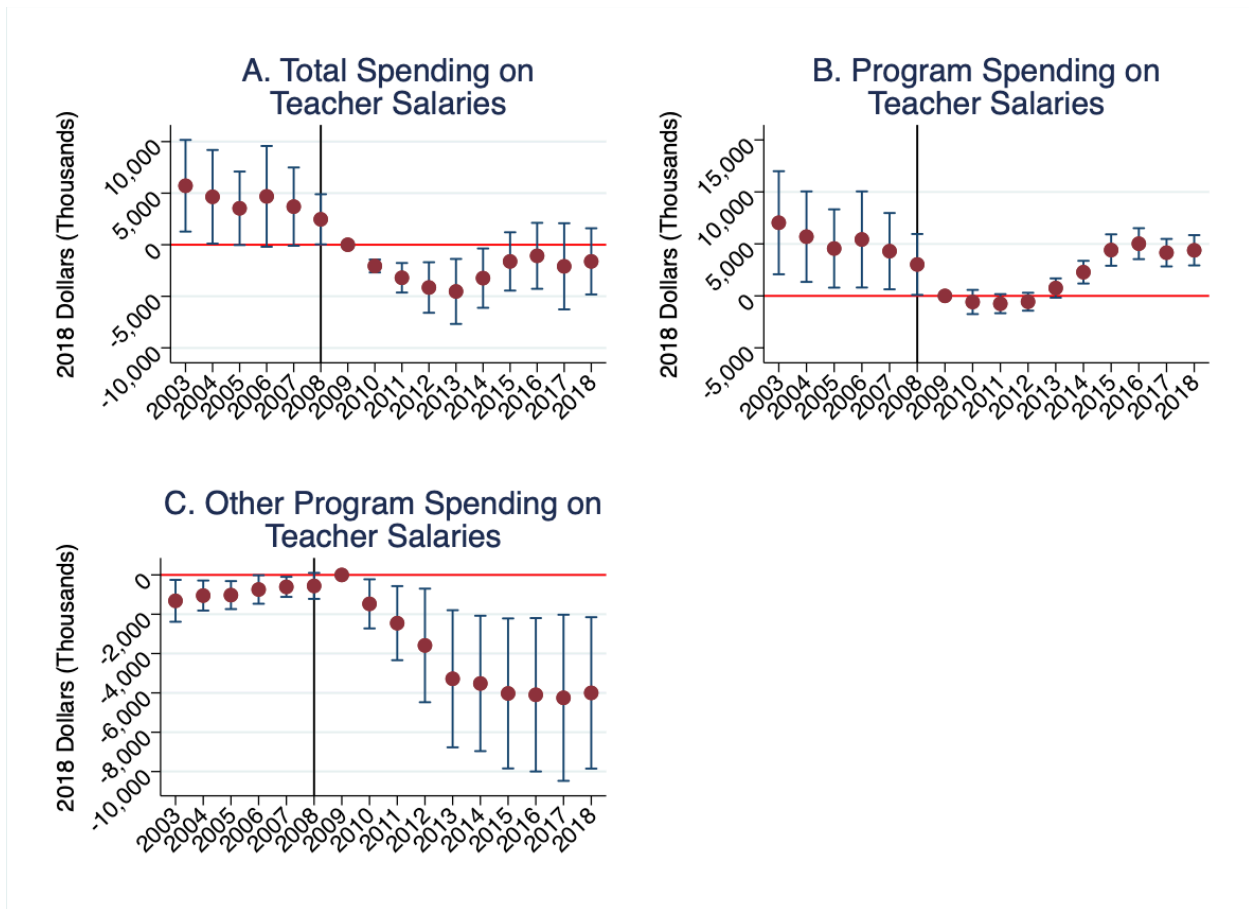 A. Total Spending on
Teacher Salaries
2018 Dollars (Thousands)
10,000
5,000
0
-5,000
-10,000
2003 2004 2005 2006 2007 2008 2009 2010 2011 2012 2013 2014 2015 2016 2017 2018
B. Program Spending on
Teacher Salaries
2018 Dollars (Thousands)
15,000
10,000
5,000
0
-5,000
2003 2004 2005 2006 2007 2008 2009 2010 2011 2012 2013 2014 2015 2016 2017 2018
C. Other Program Spending on
Teacher Salaries
2018 Dollars (Thousands)
0
-2,000
-4,000
-6,000
-8,000
-10,000
2003 2004 2005 2006 2007 2008 2009 2010 2011 2012 2013 2014 2015 2016 2017 2018